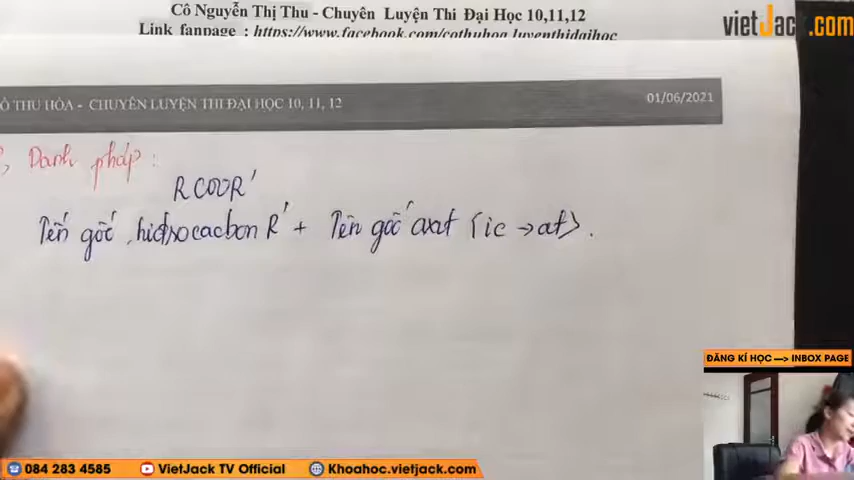 Cô Nguyễn Thị Thu - Chuyên Luyện Thi Đại Học 10,11,12
Link fanpage : https://www.facebook.com/cothuhoa.luyenthidaihoc
vietJack.com
Ô THU HÒA - CHUYÊN LUYỆN THI ĐẠI HỌC 10, 11, 12
01/06/2021
, Danh pháp :
RCOOR'
Tên gốc hiđrocacbon R' + Tên gốc axit (ic → at) .
ĐĂNG KÍ HỌC —> INBOX PAGE
084 283 4585 VietJack TV Official Khoahoc.vietjack.com